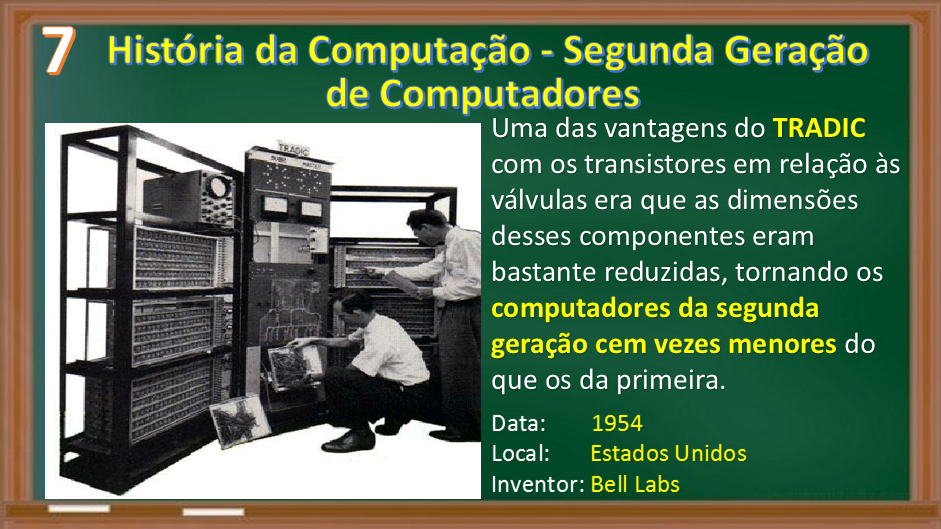 7
História da Computação - Segunda Geração
de Computadores
TRADIC
Uma das vantagens do TRADIC
com os transistores em relação às
válvulas era que as dimensões
desses componentes eram
bastante reduzidas, tornando os
computadores da segunda
geração cem vezes menores do
que os da primeira.
Data: 1954
Local: Estados Unidos
Inventor: Bell Labs